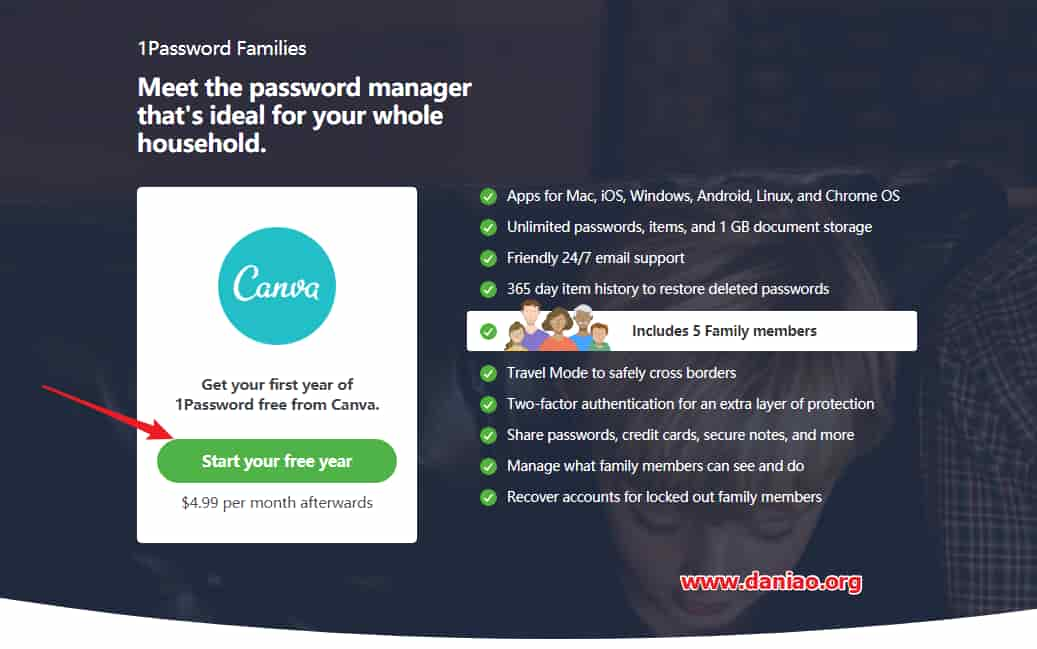 1Password Families
Meet the password manager
that's ideal for your whole
household.
Canva
Get your first year of
1Password free from Canva.
Start your free year
$4.99 per month afterwards
Apps for Mac, iOS, Windows, Android, Linux, and Chrome OS
Unlimited passwords, items, and 1 GB document storage
Friendly 24/7 email support
365 day item history to restore deleted passwords
Includes 5 Family members
Travel Mode to safely cross borders
Two-factor authentication for an extra layer of protection
Share passwords, credit cards, secure notes, and more
Manage what family members can see and do
Recover accounts for locked out family members
www.daniao.org